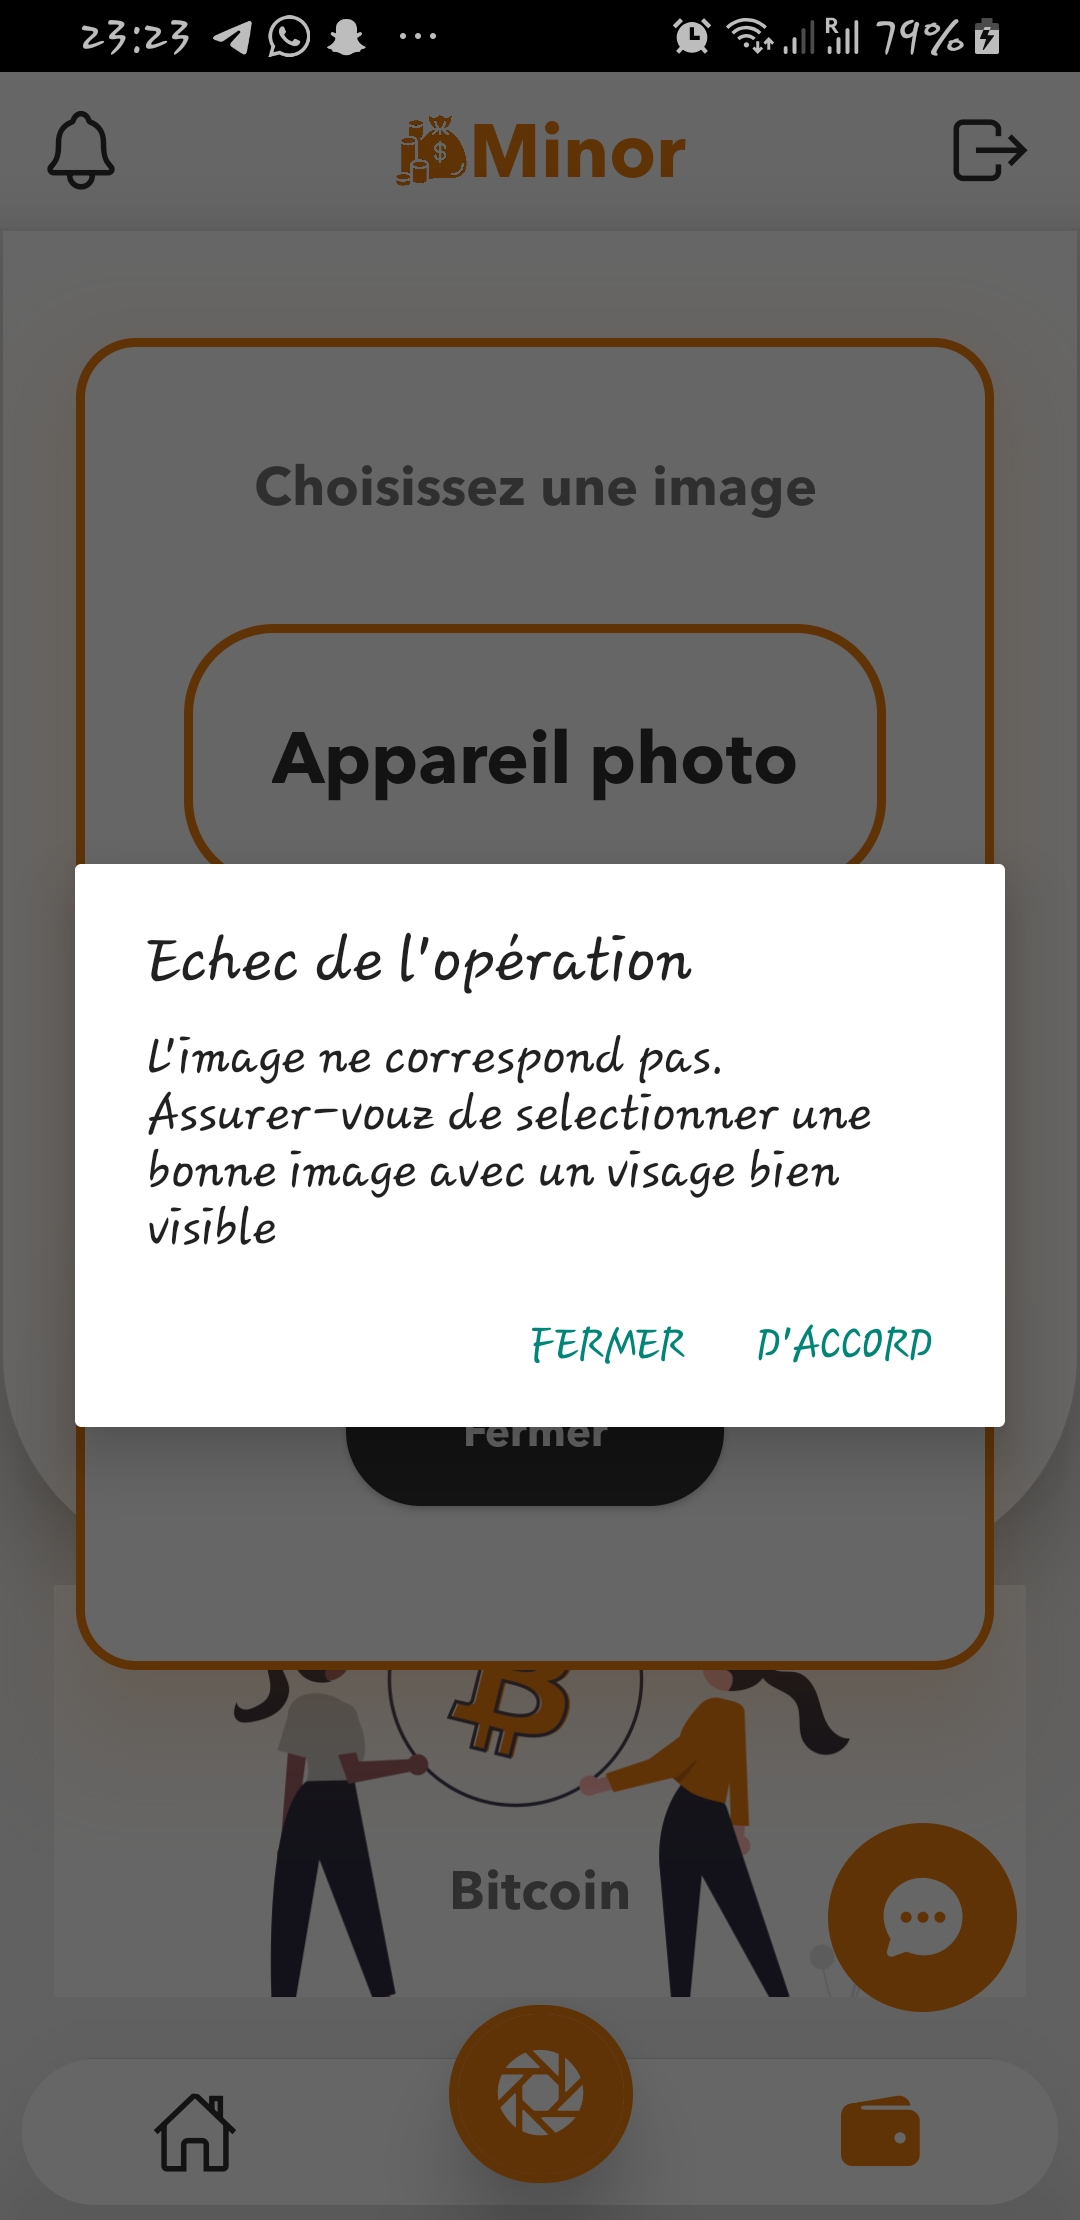 23:23 R 79%
Minor
Choisissez une image
Appareil photo
Echec de l'opération
L'image ne correspond pas.
Assurer-vouz de selectionner une
bonne image avec un visage bien
visible
FERMER D'ACCORD
Fermer
Bitcoin